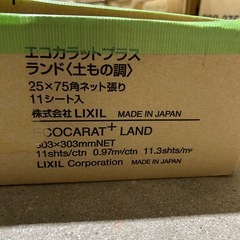 エコカラットプラス
ランド〈土もの調〉
25×75角ネット張り
11シート入
株式会社 LIXIL MADE IN JAPAN
ECOCARAT+ LAND
303×303mmNET
11shts/ctn 0.97m²/ctn 11.3shts/m²
LIXIL Corporation MADE IN JAPAN